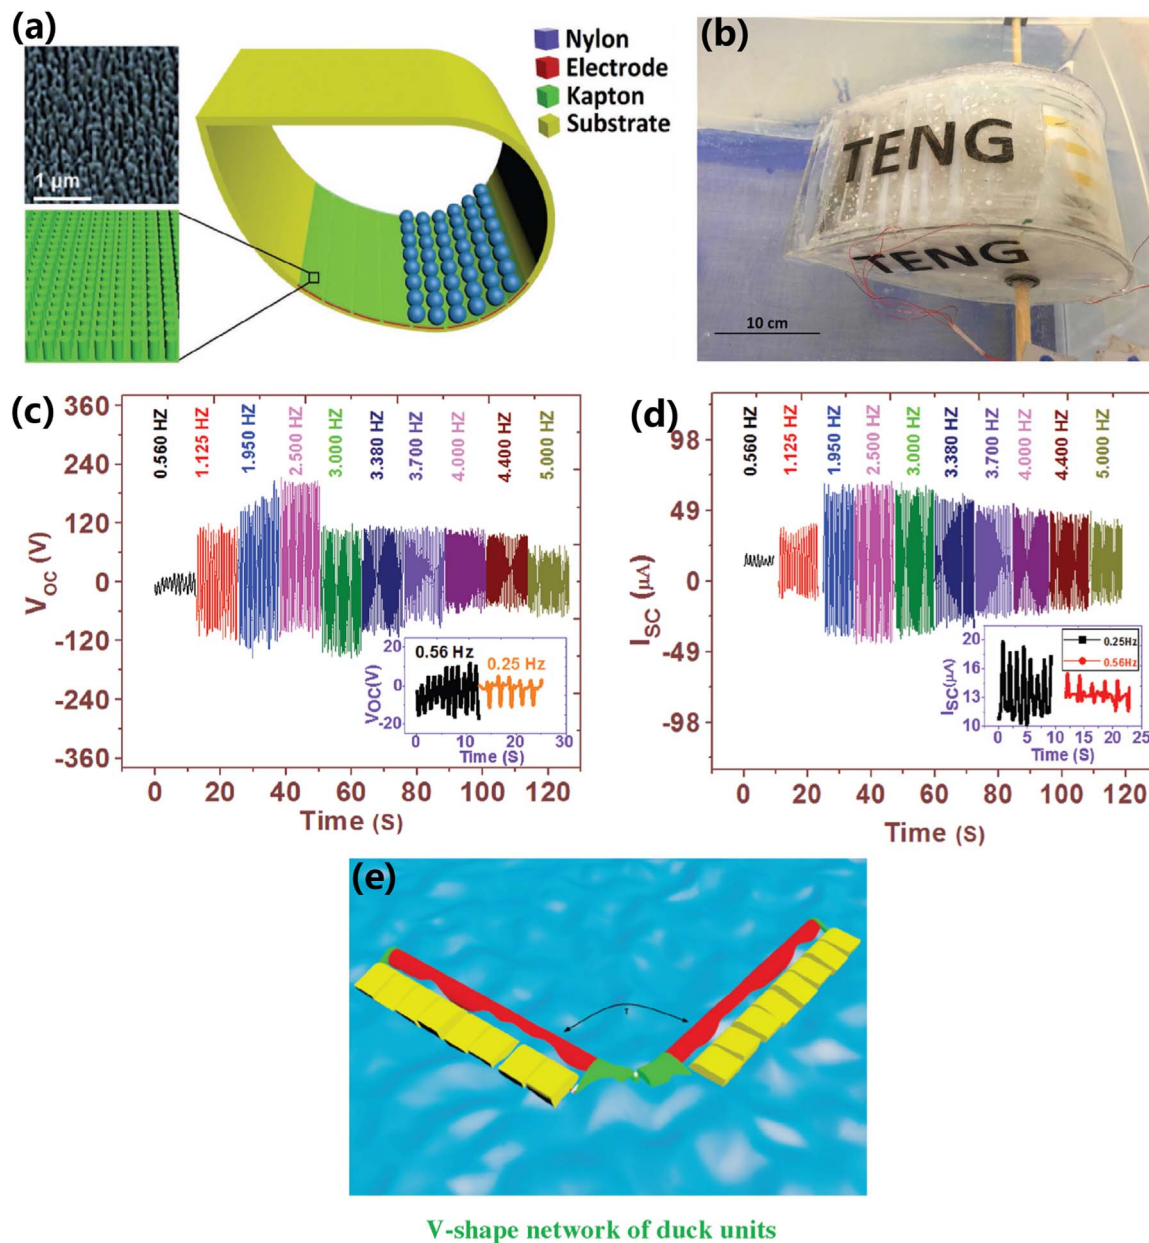 (a)
1 μm
Nylon
Electrode
Kapton
Substrate
(b)
TENG
TENG
10 cm
(c)
360
240
120
0
-120
-240
-360
V_OC (V)
0.560 HZ
1.125 HZ
1.950 HZ
2.500 HZ
3.000 HZ
3.380 HZ
3.700 HZ
4.000 HZ
4.400 HZ
5.000 HZ
20
0
-20
VOC(V)
0.56 Hz
0.25 Hz
0 10 20 30
Time (S)
0 20 40 60 80 100 120
Time (S)
(d)
98
49
0
-49
-98
I_SC (μA)
0.560 HZ
1.125 HZ
1.950 HZ
2.500 HZ
3.000 HZ
3.380 HZ
3.700 HZ
4.000 HZ
4.400 HZ
5.000 HZ
20
16
13
10
I_SC(μA)
0.25Hz
0.56Hz
0 5 10 15 20 25
Time (S)
0 20 40 60 80 100 120
Time (S)
(e)
V-shape network of duck units